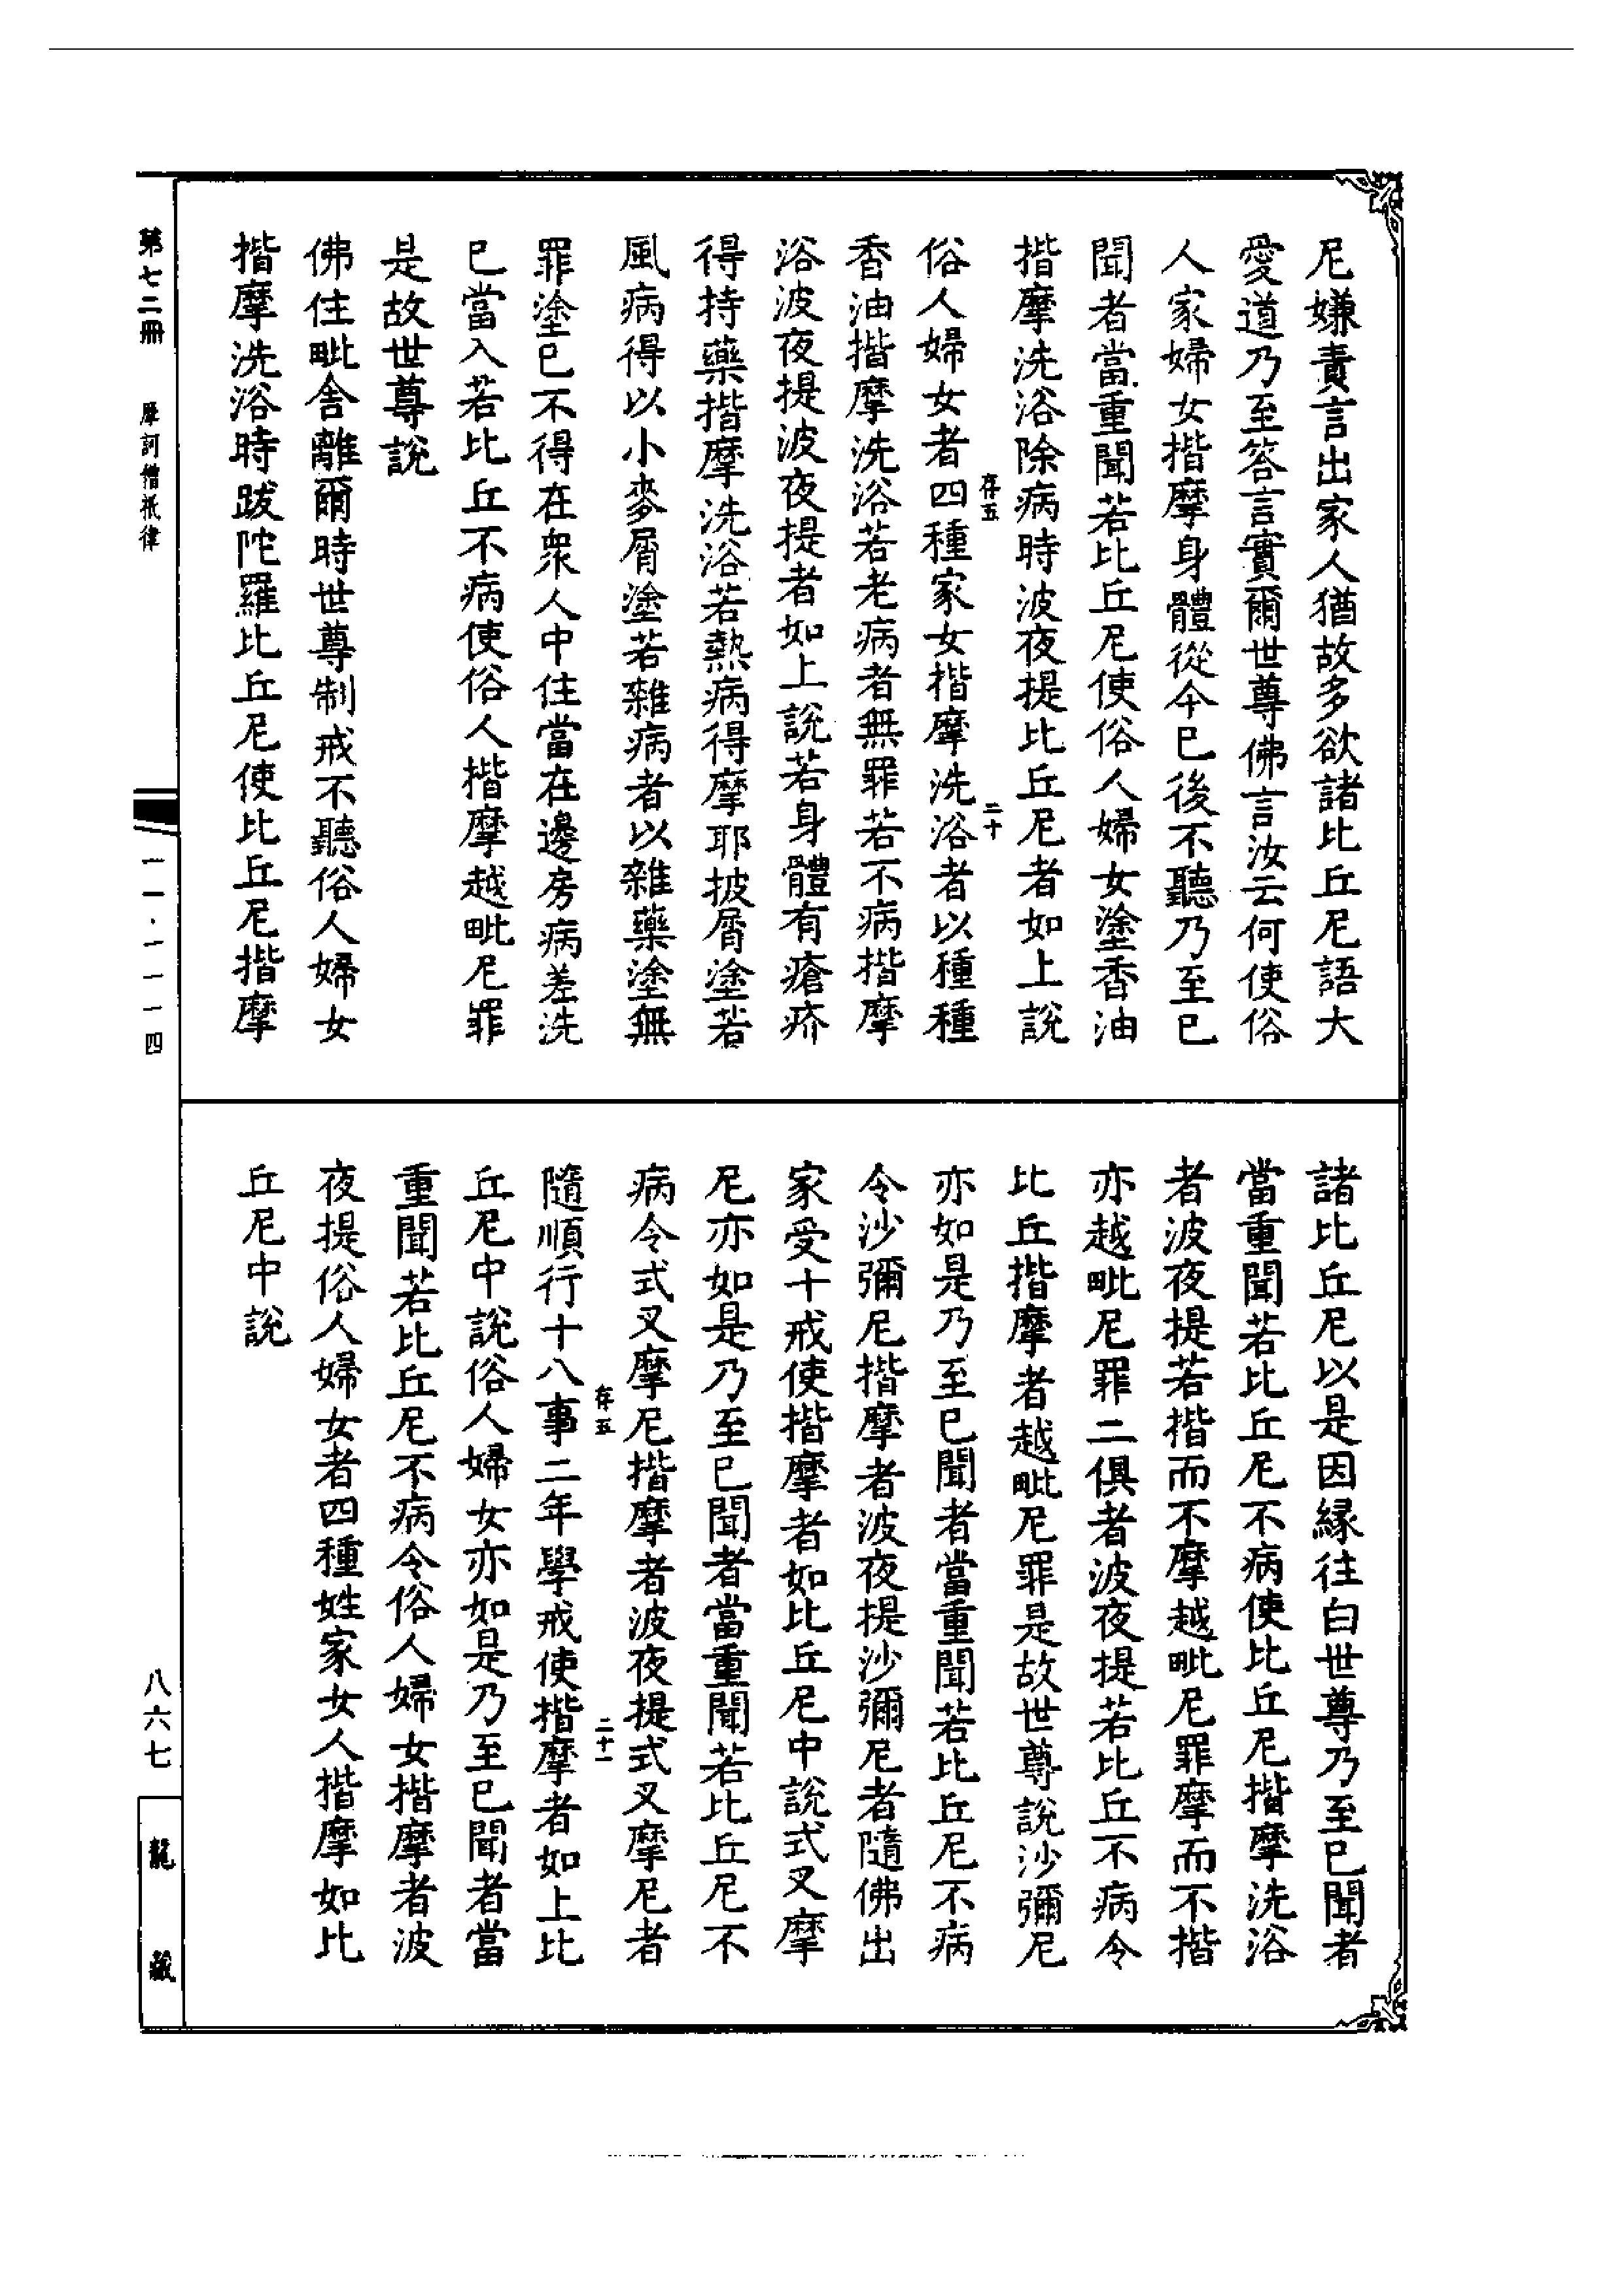 尼嫌責言出家人猶故多欲諸比丘尼語大
愛道乃至答言實爾世尊佛言汝云何使俗
人家婦女揩摩身體從今已後不聽乃至已
聞者當重聞若比丘尼使俗人婦女塗香油
揩摩洗浴除病時波夜提比丘尼者如上說
存五
二十
俗人婦女者四種家女揩摩洗浴者以種種
香油揩摩洗浴若老病者無罪若不病揩摩
浴波夜提波夜提者如上說若身體有瘡疥
得持藥揩摩洗浴若熱病得摩耶披屑塗若
風病得以小麥屑塗若雜病者以雜藥塗無
罪塗已不得在眾人中住當在邊房病差洗
已當入若比丘不病使俗人揩摩越毗尼罪
是故世尊說
佛住毗舍離爾時世尊制戒不聽俗人婦女
揩摩洗浴時跋陀羅比丘尼使比丘尼揩摩
諸比丘尼以是因緣往白世尊乃至已聞者
當重聞若比丘尼不病使比丘尼揩摩洗浴
者波夜提若揩而不摩越毗尼罪摩而不揩
亦越毗尼罪二俱者波夜提若比丘不病令
比丘揩摩者越毗尼罪是故世尊說沙彌尼
亦如是乃至已聞者當重聞若比丘尼不病
令沙彌尼揩摩者波夜提沙彌尼者隨佛出
家受十戒使揩摩者如比丘尼中說式叉摩
尼亦如是乃至已聞者當重聞若比丘尼不
病令式叉摩尼揩摩者波夜提式叉摩尼者
存五
二十一
隨順行十八事二年學戒使揩摩者如上比
丘尼中說俗人婦女亦如是乃至已聞者當
重聞若比丘尼不病令俗人婦女揩摩者波
夜提俗人婦女者四種姓家女人揩摩如比
丘尼中說
第七二冊　摩訶僧祇律
一一·一一一四
八六七
龍藏